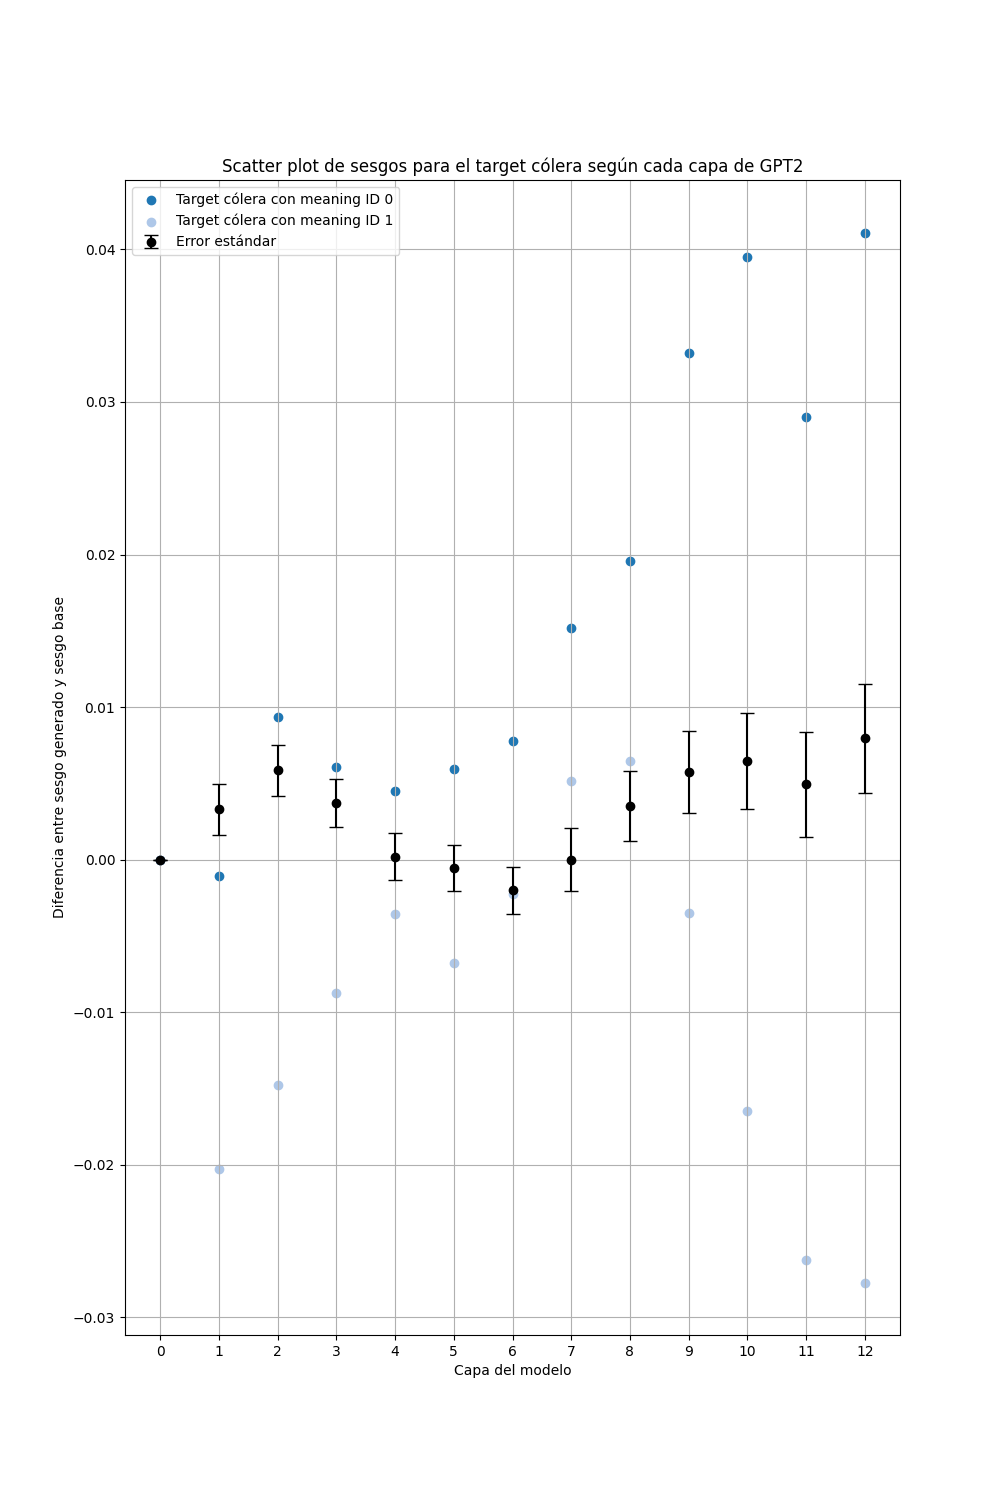 Scatter plot de sesgos para el target cólera según cada capa de GPT2
Target cólera con meaning ID 0
Target cólera con meaning ID 1
Error estándar
0.04
0.03
0.02
0.01
0.00
−0.01
−0.02
−0.03
Diferencia entre sesgo generado y sesgo base
0 1 2 3 4 5 6 7 8 9 10 11 12
Capa del modelo